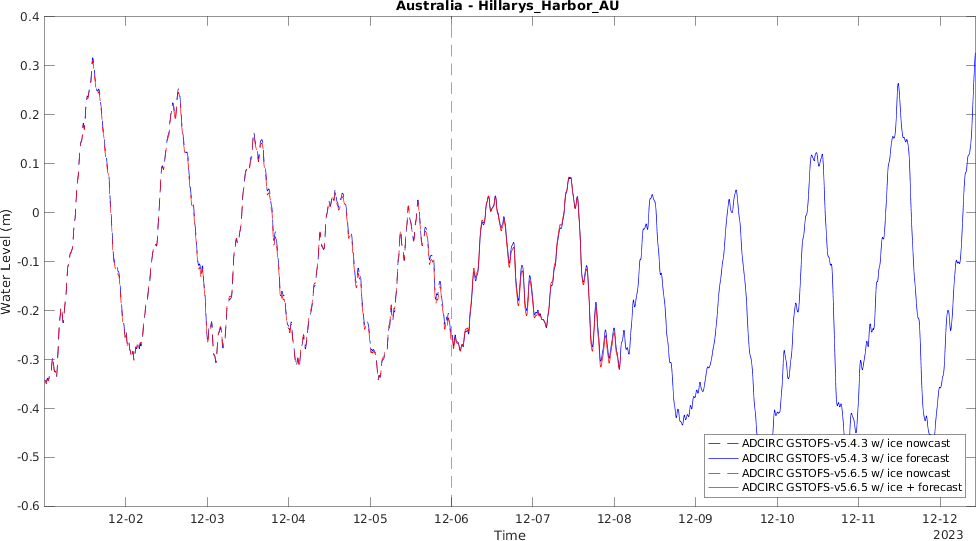 Australia - Hillarys_Harbor_AU
0.4
0.3
0.2
0.1
0
-0.1
-0.2
-0.3
-0.4
-0.5
-0.6
Water Level (m)
ADCIRC GSTOFS-v5.4.3 w/ ice nowcast
ADCIRC GSTOFS-v5.4.3 w/ ice forecast
ADCIRC GSTOFS-v5.6.5 w/ ice nowcast
ADCIRC GSTOFS-v5.6.5 w/ ice + forecast
12-02 12-03 12-04 12-05 12-06 12-07 12-08 12-09 12-10 12-11 12-12
Time
2023